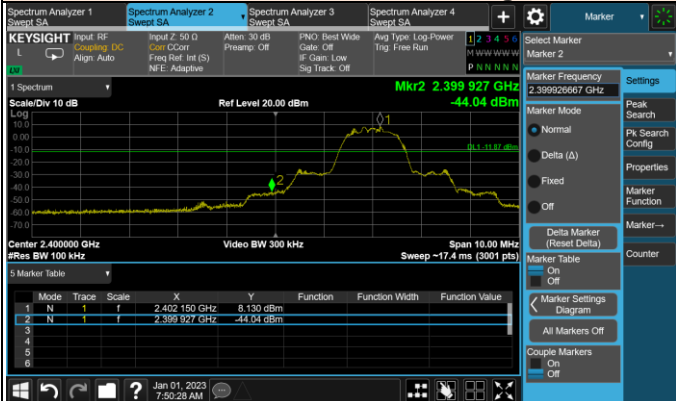 Spectrum Analyzer 1
Swept SA
Spectrum Analyzer 2
Swept SA
Spectrum Analyzer 3
Swept SA
Spectrum Analyzer 4
Swept SA
+
Marker
KEYSIGHT
L
LXI
Input: RF
Coupling: DC
Align: Auto
Input Z: 50 Ω
Corr CCorr
Freq Ref: Int (S)
NFE: Adaptive
Atten: 30 dB
Preamp: Off
PNO: Best Wide
Gate: Off
IF Gain: Low
Sig Track: Off
Avg Type: Log-Power
Trig: Free Run
1 2 3 4 5 6
M W W W W W
P N N N N N
Select Marker
Marker 2
1 Spectrum
Mkr2 2.399 927 GHz
-44.04 dBm
Scale/Div 10 dB
Ref Level 20.00 dBm
Log
10.0
0.00
-10.0
-20.0
-30.0
-40.0
-50.0
-60.0
-70.0
1
DL1 -11.87 dBm
2
Center 2.400000 GHz
#Res BW 100 kHz
Video BW 300 kHz
Span 10.00 MHz
Sweep ~17.4 ms (3001 pts)
5 Marker Table
Mode Trace Scale X Y Function Function Width Function Value
1 N 1 f 2.402 150 GHz 8.130 dBm
2 N 1 f 2.399 927 GHz -44.04 dBm
3
4
5
6
Marker Frequency
2.399926667 GHz
Marker Mode
Normal
Delta (Δ)
Fixed
Off
Delta Marker
(Reset Delta)
Marker Table
On
Off
Marker Settings
Diagram
All Markers Off
Couple Markers
On
Off
Settings
Peak
Search
Pk Search
Config
Properties
Marker
Function
Marker→
Counter
?
Jan 01, 2023
7:50:28 AM